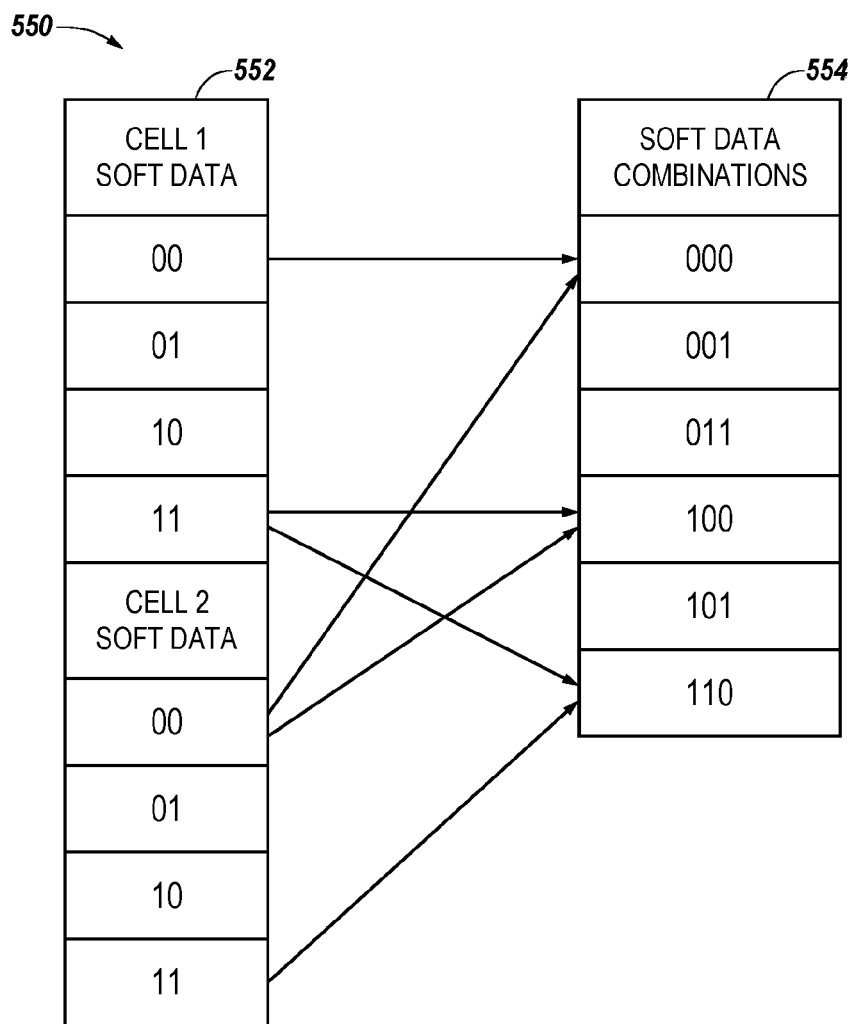 550
552
554
CELL 1
SOFT DATA
00
01
10
11
CELL 2
SOFT DATA
00
01
10
11
SOFT DATA
COMBINATIONS
000
001
011
100
101
110